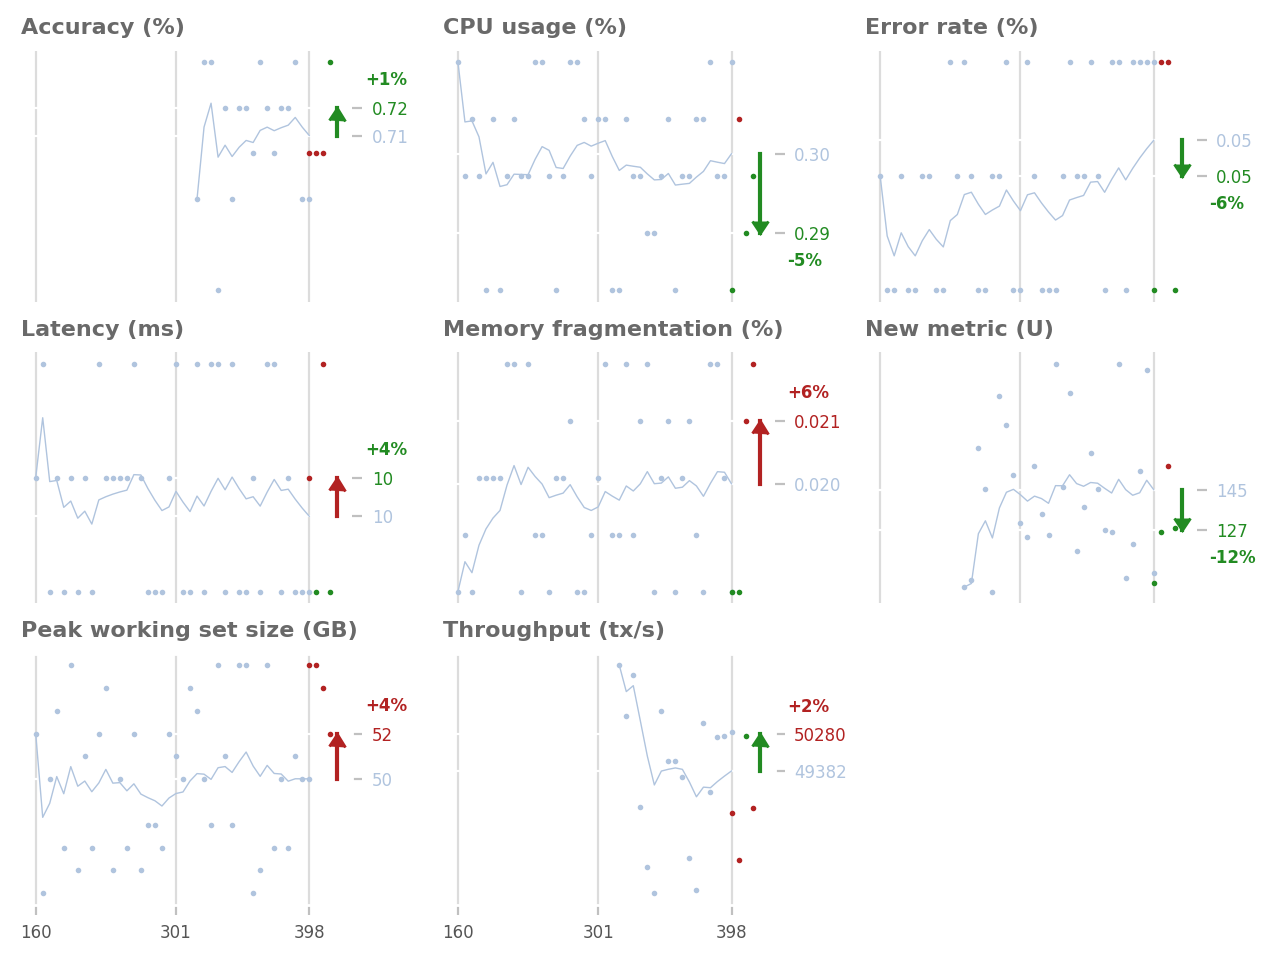 Accuracy (%)
+1%
0.72
0.71
CPU usage (%)
0.30
0.29
-5%
Error rate (%)
0.05
0.05
-6%
Latency (ms)
+4%
10
10
Memory fragmentation (%)
+6%
0.021
0.020
New metric (U)
145
127
-12%
Peak working set size (GB)
+4%
52
50
160 301 398
Throughput (tx/s)
+2%
50280
49382
160 301 398